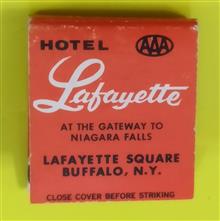 HOTEL AAA
Lafayette
AT THE GATEWAY TO
NIAGARA FALLS
LAFAYETTE SQUARE
BUFFALO, N.Y.
CLOSE COVER BEFORE STRIKING